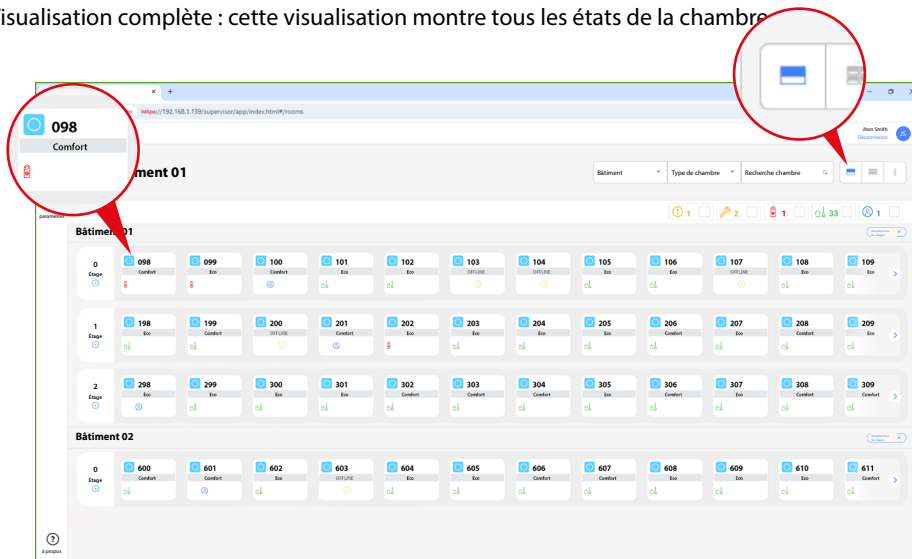 isualisation complète : cette visualisation montre tous les états de la chambre
098
Comfort
× +
https://192.168.1.139/supervisor/app/index.html#/rooms
Jhon Smith
Déconnexion
JS
ment 01
Bâtiment
Type de chambre
Recherche chambre
1 2 1 33 1
Bâtiment 01
0 098 099 100 101 102 103 104 105 106 107 108 109
Étage Comfort Eco Comfort Eco Eco OFFLINE OFFLINE Eco Eco OFFLINE Eco Eco
1 198 199 200 201 202 203 204 205 206 207 208 209
Étage Eco Comfort OFFLINE Comfort Eco Eco Eco Eco Comfort Eco Comfort Eco
2 298 299 300 301 302 303 304 305 306 307 308 309
Étage Eco Eco Eco Eco Comfort Comfort Comfort Eco Comfort Eco Comfort Comfort
Bâtiment 02
0 600 601 602 603 604 605 606 607 608 609 610 611
Étage Comfort Comfort Eco OFFLINE Eco Eco Comfort Comfort Eco Eco Eco Comfort
?
à propos